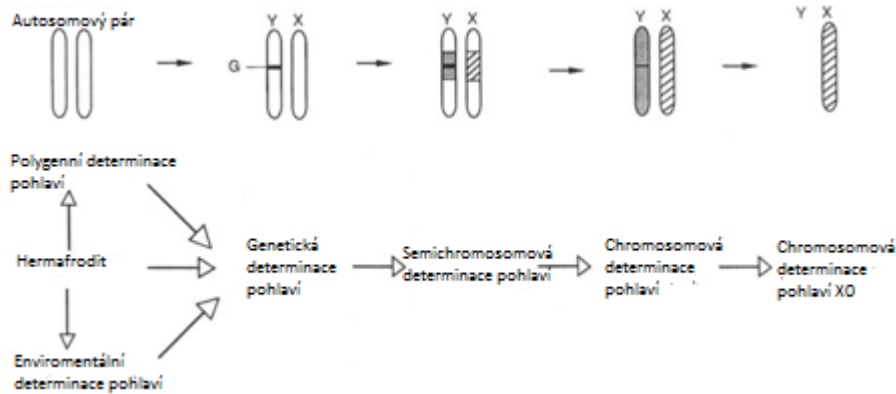 Autosomový pár
Y X
Y X
Y X
Y X
G
Polygenní determinace
pohlaví
Hermafrodit
Enviromentální
determinace pohlaví
Genetická
determinace
pohlaví
Semichromosomová
determinace pohlaví
Chromosomová
determinace
pohlaví
Chromosomová
determinace
pohlaví X0